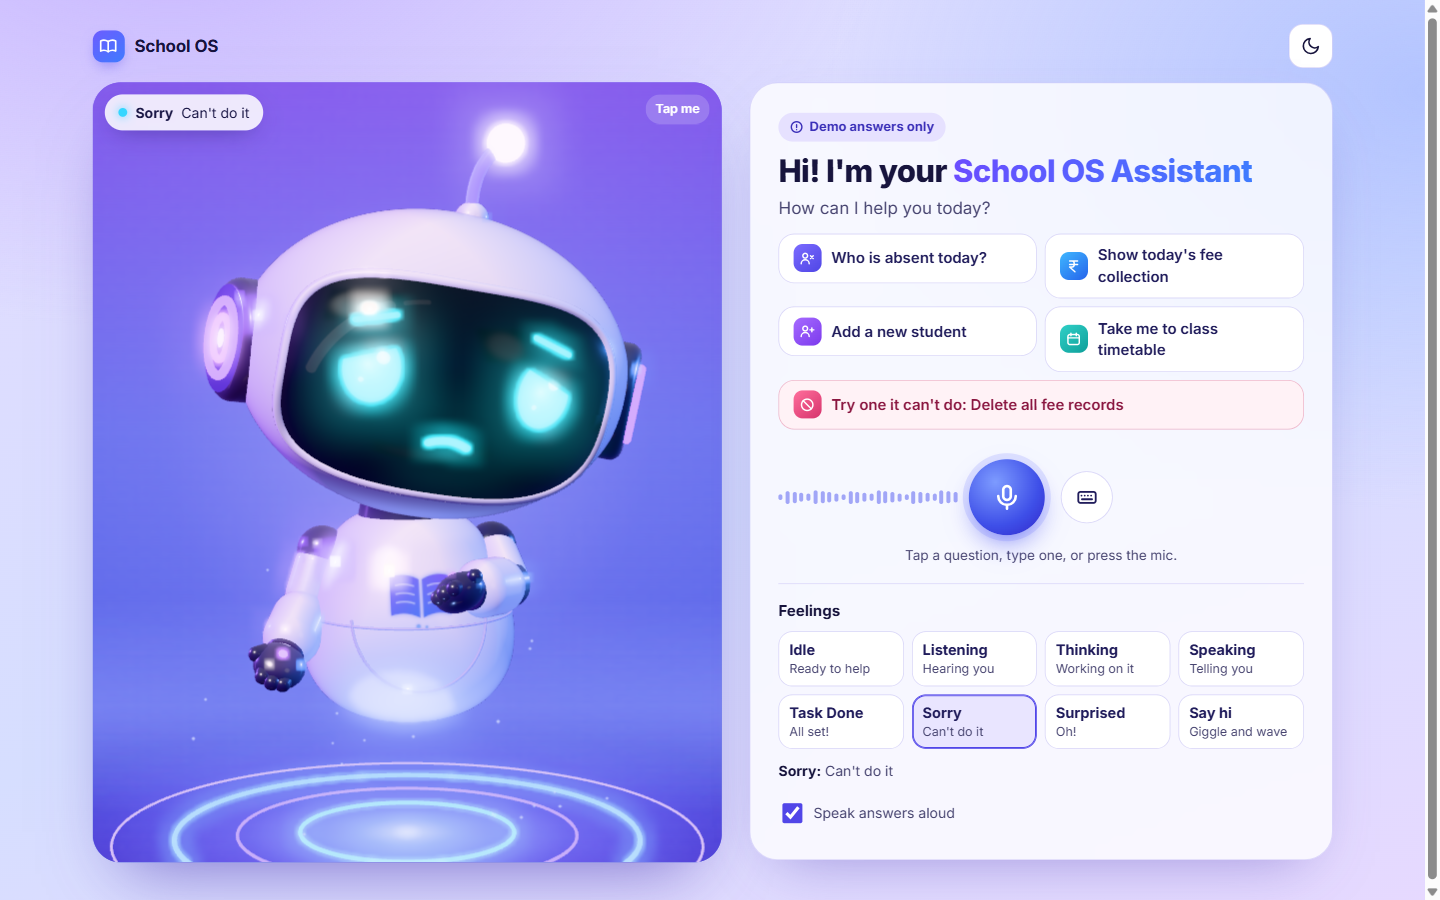 School OS
Sorry Can't do it
Tap me
Demo answers only
Hi! I'm your School OS Assistant
How can I help you today?
Who is absent today?
Show today's fee
collection
Add a new student
Take me to class
timetable
Try one it can't do: Delete all fee records
Tap a question, type one, or press the mic.
Feelings
Idle
Ready to help
Listening
Hearing you
Thinking
Working on it
Speaking
Telling you
Task Done
All set!
Sorry
Can't do it
Surprised
Oh!
Say hi
Giggle and wave
Sorry: Can't do it
Speak answers aloud